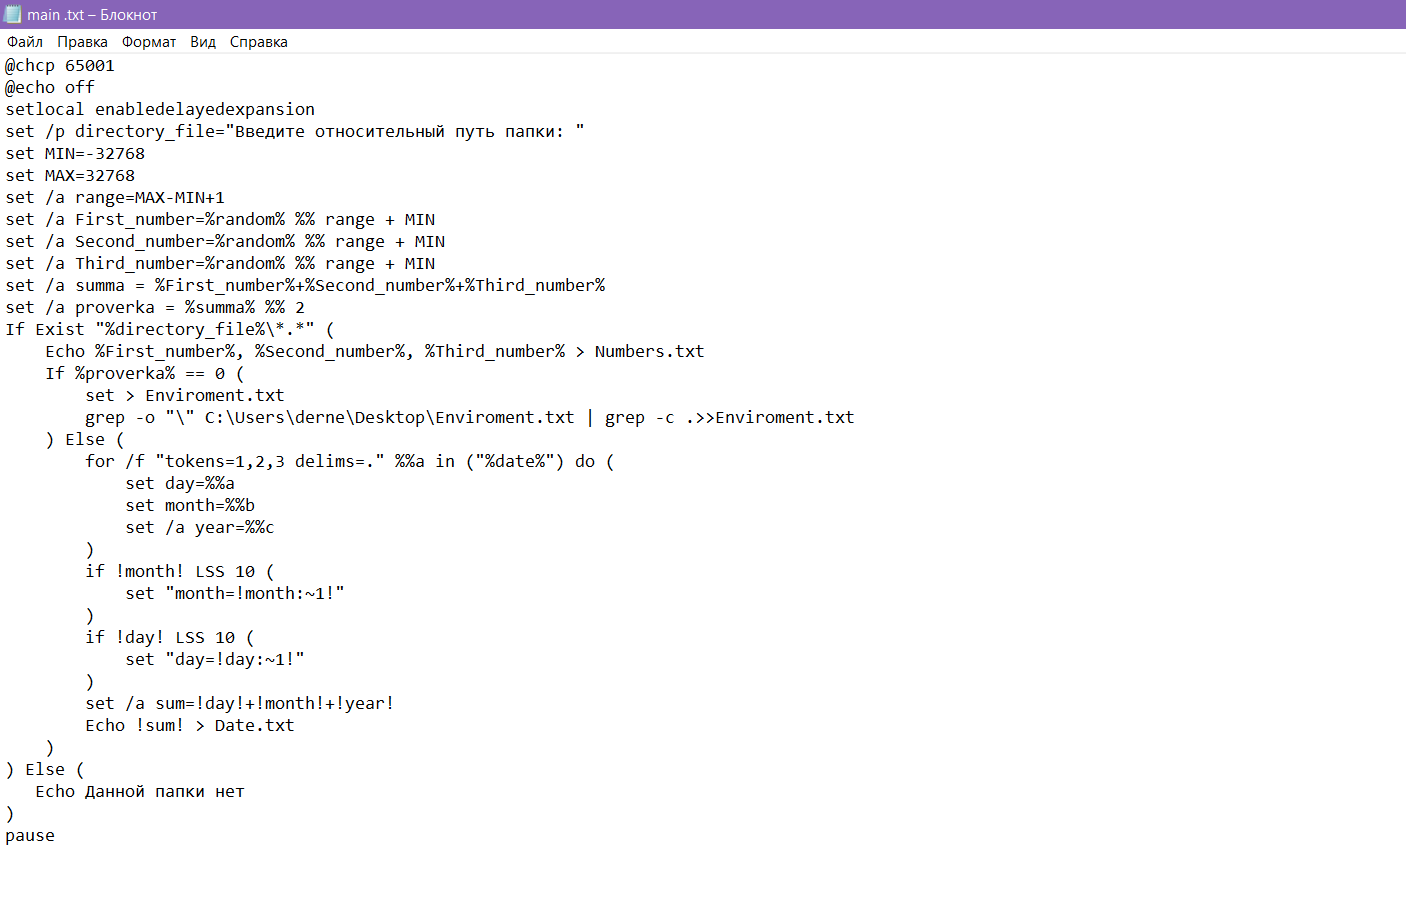 main .txt – Блокнот
Файл Правка Формат Вид Справка
@chcp 65001
@echo off
setlocal enabledelayedexpansion
set /p directory_file="Введите относительный путь папки: "
set MIN=-32768
set MAX=32768
set /a range=MAX-MIN+1
set /a First_number=%random% %% range + MIN
set /a Second_number=%random% %% range + MIN
set /a Third_number=%random% %% range + MIN
set /a summa = %First_number%+%Second_number%+%Third_number%
set /a proverka = %summa% %% 2
If Exist "%directory_file%\*.*" (
    Echo %First_number%, %Second_number%, %Third_number% > Numbers.txt
    If %proverka% == 0 (
        set > Enviroment.txt
        grep -o "\" C:\Users\derne\Desktop\Enviroment.txt | grep -c .>>Enviroment.txt
    ) Else (
        for /f "tokens=1,2,3 delims=." %%a in ("%date%") do (
            set day=%%a
            set month=%%b
            set /a year=%%c
        )
        if !month! LSS 10 (
            set "month=!month:~1!"
        )
        if !day! LSS 10 (
            set "day=!day:~1!"
        )
        set /a sum=!day!+!month!+!year!
        Echo !sum! > Date.txt
    )
) Else (
   Echo Данной папки нет
)
pause